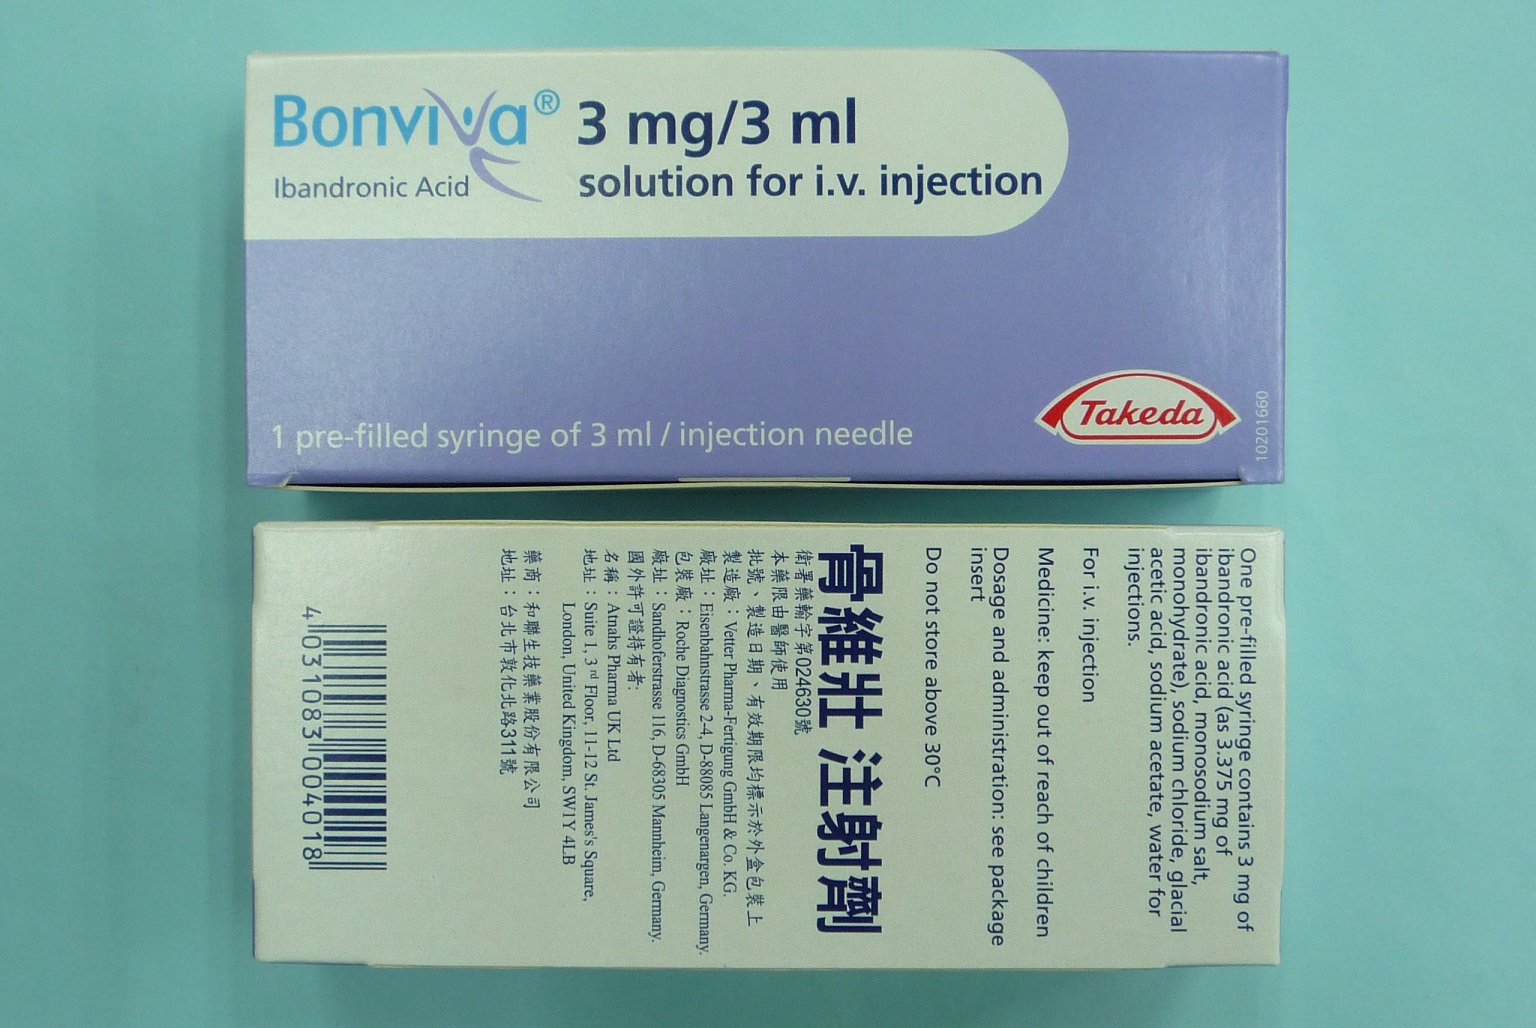 Bonviva® 3 mg/3 ml
Ibandronic Acid
solution for i.v. injection
1 pre-filled syringe of 3 ml / injection needle
Takeda
10201660
One pre-filled syringe contains 3 mg of
ibandronic acid (as 3.375 mg of
ibandronic acid, monosodium salt,
monohydrate), sodium chloride, glacial
acetic acid, sodium acetate, water for
injections.
For i.v. injection
Medicine: keep out of reach of children
Dosage and administration: see package
insert
Do not store above 30°C
骨維壯 注射劑
衛署藥輸字第024630號
本藥限由醫師使用
批號、製造日期、有效期限均標示於外盒包裝上
製造廠：Vetter Pharma-Fertigung GmbH & Co. KG.
廠址：Eisenbahnstrasse 2-4, D-88085 Langenargen, Germany.
包裝廠：Roche Diagnostics GmbH
廠址：Sandhoferstrasse 116, D-68305 Mannheim, Germany.
國外許可證持有者:
名稱：Atnahs Pharma UK Ltd
地址：Suite 1, 3 rd Floor, 11-12 St. James's Square,
London, United Kingdom, SW1Y 4LB
藥商：和聯生技藥業股份有限公司
地址：台北市敦化北路311號
4 031083 004018